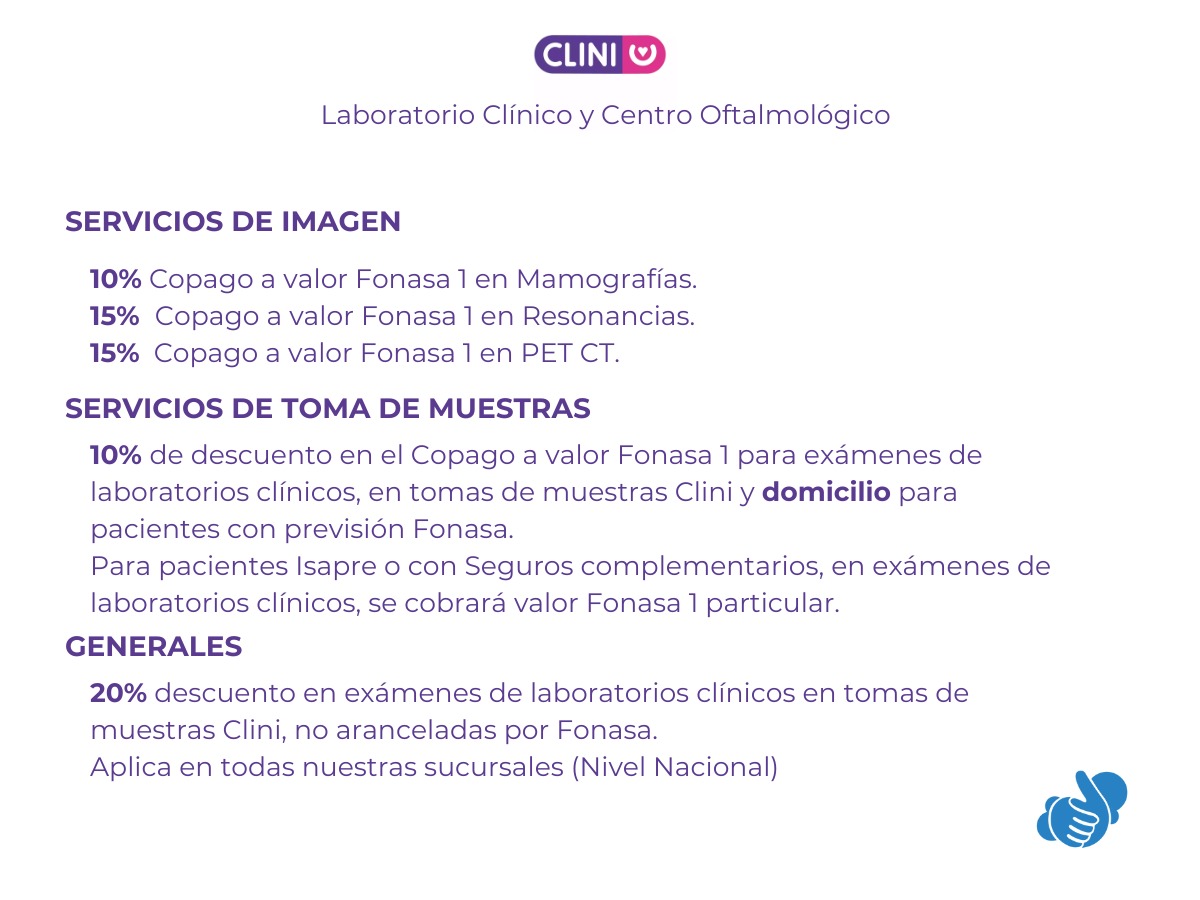 CLINI
Laboratorio Clínico y Centro Oftalmológico
SERVICIOS DE IMAGEN
10% Copago a valor Fonasa 1 en Mamografías.
15% Copago a valor Fonasa 1 en Resonancias.
15% Copago a valor Fonasa 1 en PET CT.
SERVICIOS DE TOMA DE MUESTRAS
10% de descuento en el Copago a valor Fonasa 1 para exámenes de
laboratorios clínicos, en tomas de muestras Clini y domicilio para
pacientes con previsión Fonasa.
Para pacientes Isapre o con Seguros complementarios, en exámenes de
laboratorios clínicos, se cobrará valor Fonasa 1 particular.
GENERALES
20% descuento en exámenes de laboratorios clínicos en tomas de
muestras Clini, no aranceladas por Fonasa.
Aplica en todas nuestras sucursales (Nivel Nacional)